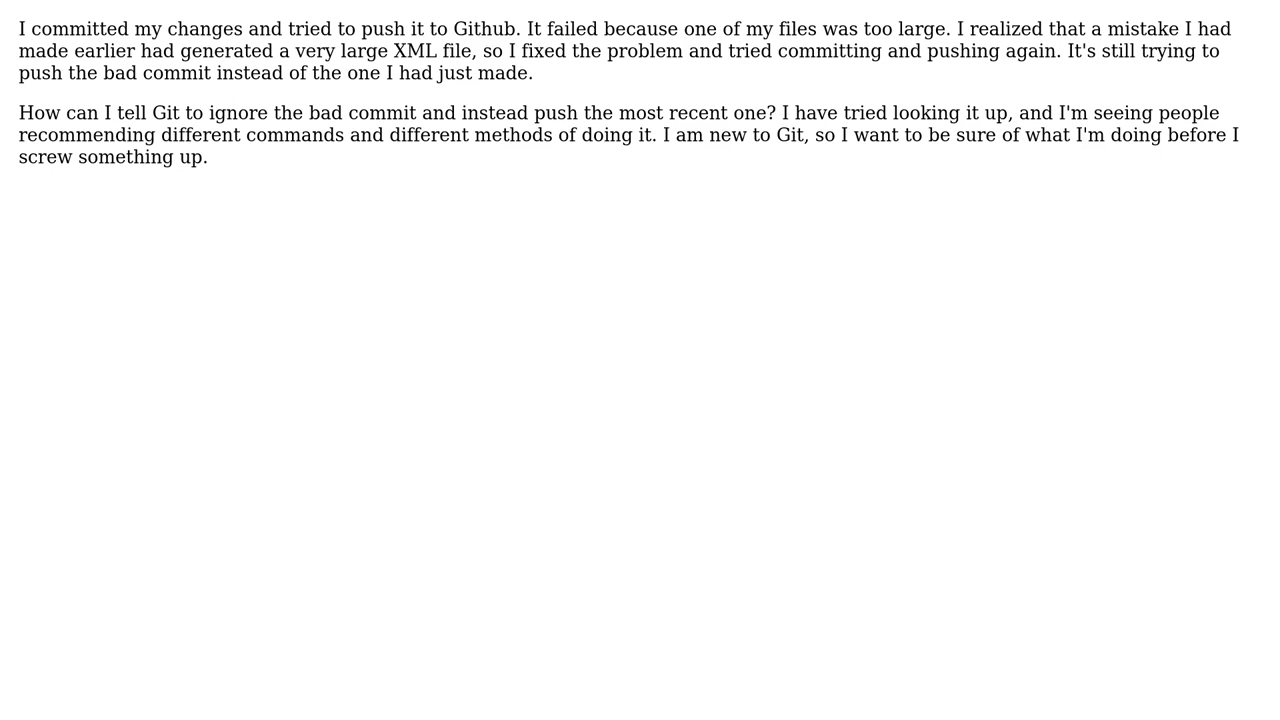 I committed my changes and tried to push it to Github. It failed because one of my files was too large. I realized that a mistake I had
made earlier had generated a very large XML file, so I fixed the problem and tried committing and pushing again. It's still trying to
push the bad commit instead of the one I had just made.
How can I tell Git to ignore the bad commit and instead push the most recent one? I have tried looking it up, and I'm seeing people
recommending different commands and different methods of doing it. I am new to Git, so I want to be sure of what I'm doing before I
screw something up.